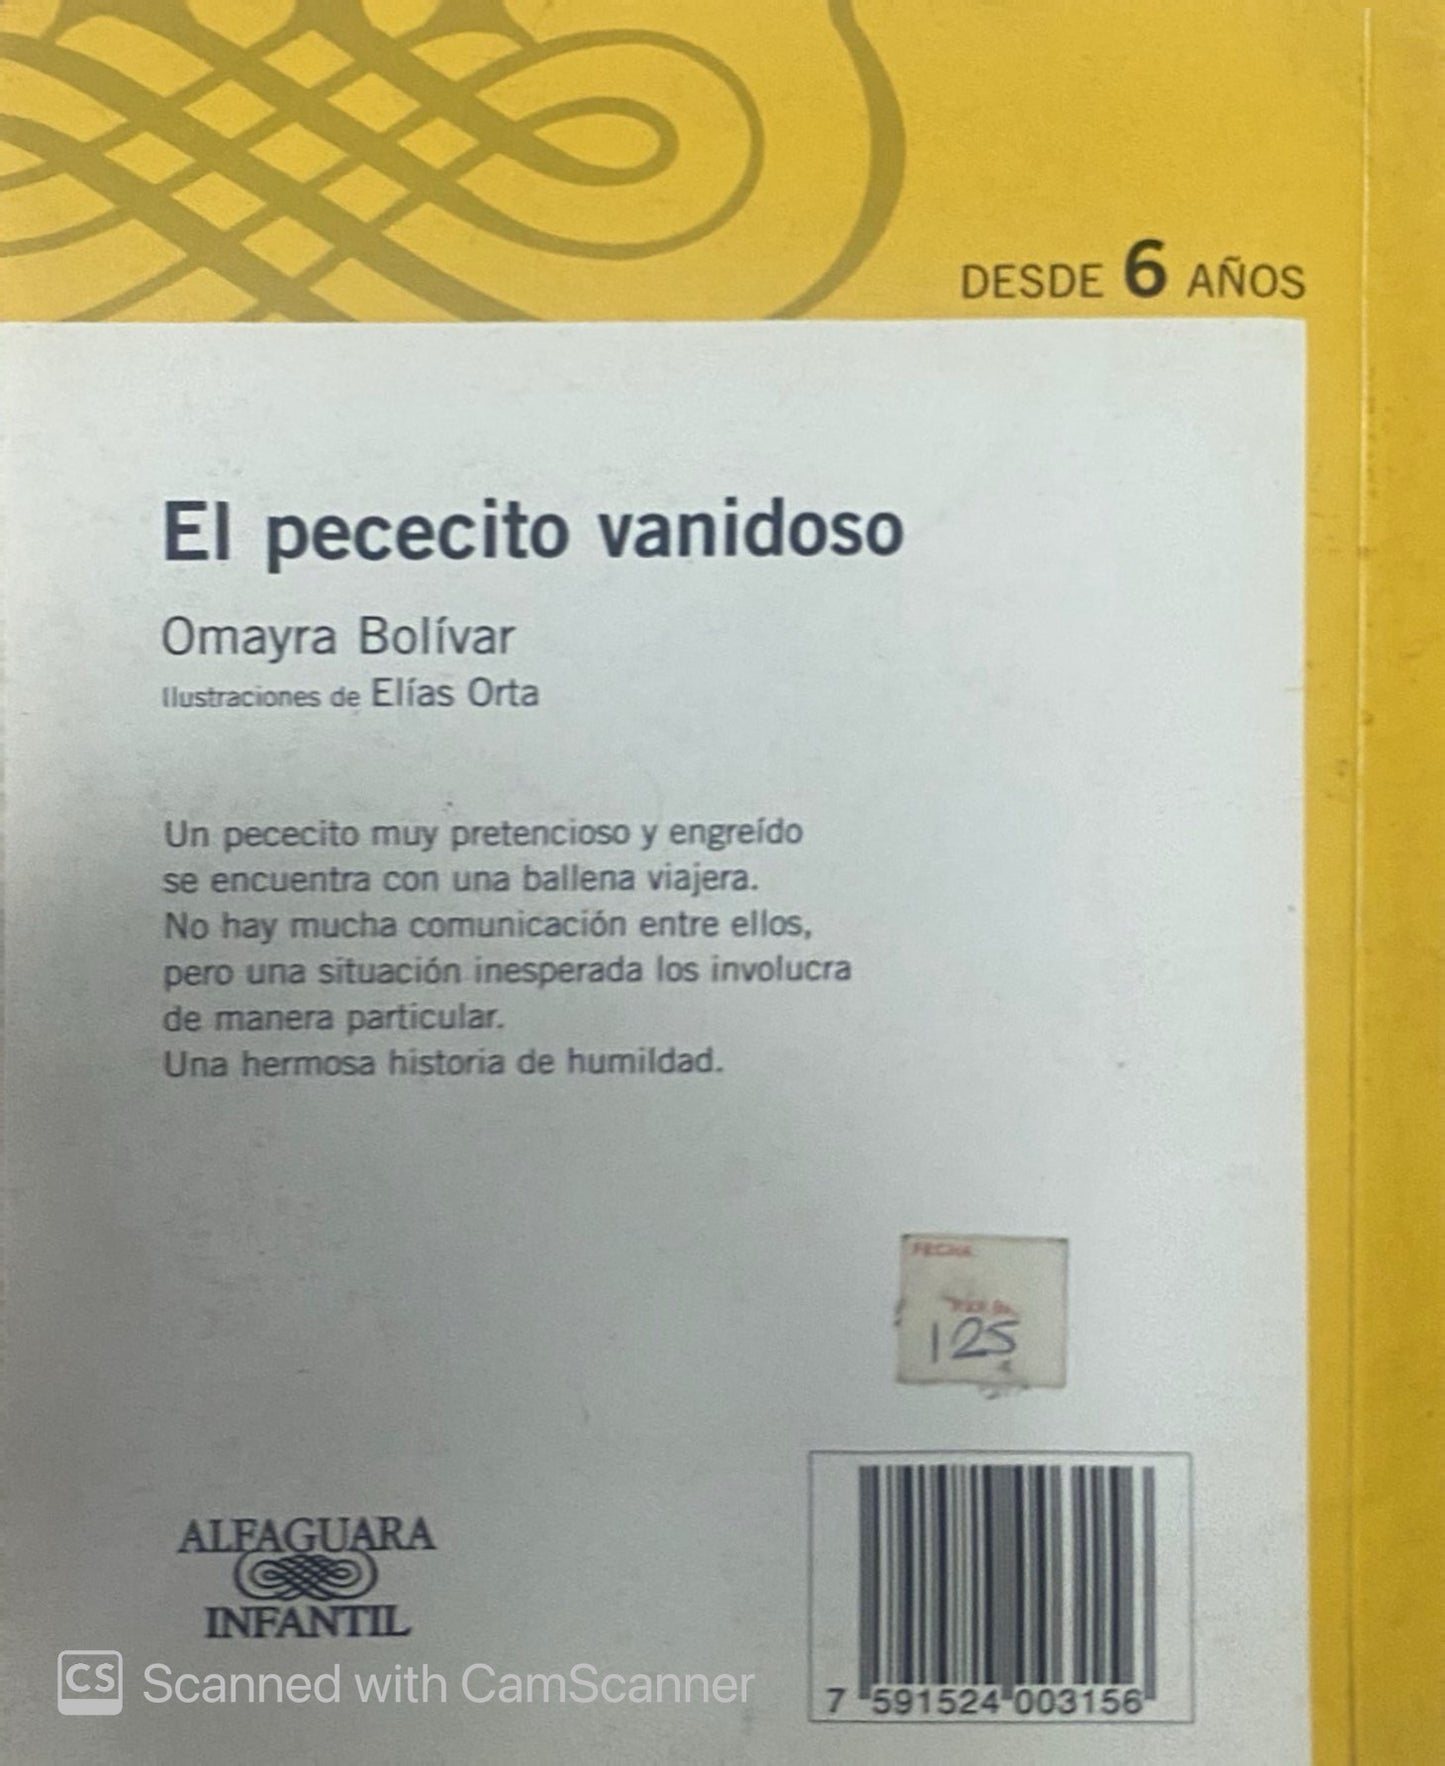 DESDE 6 AÑOS
El pececito vanidoso
Omayra Bolívar
Ilustraciones de Elías Orta
Un pececito muy pretencioso y engreído
se encuentra con una ballena viajera.
No hay mucha comunicación entre ellos,
pero una situación inesperada los involucra
de manera particular.
Una hermosa historia de humildad.
FECHA
125
ALFAGUARA
INFANTIL
7 591524 003156
CS Scanned with CamScanner